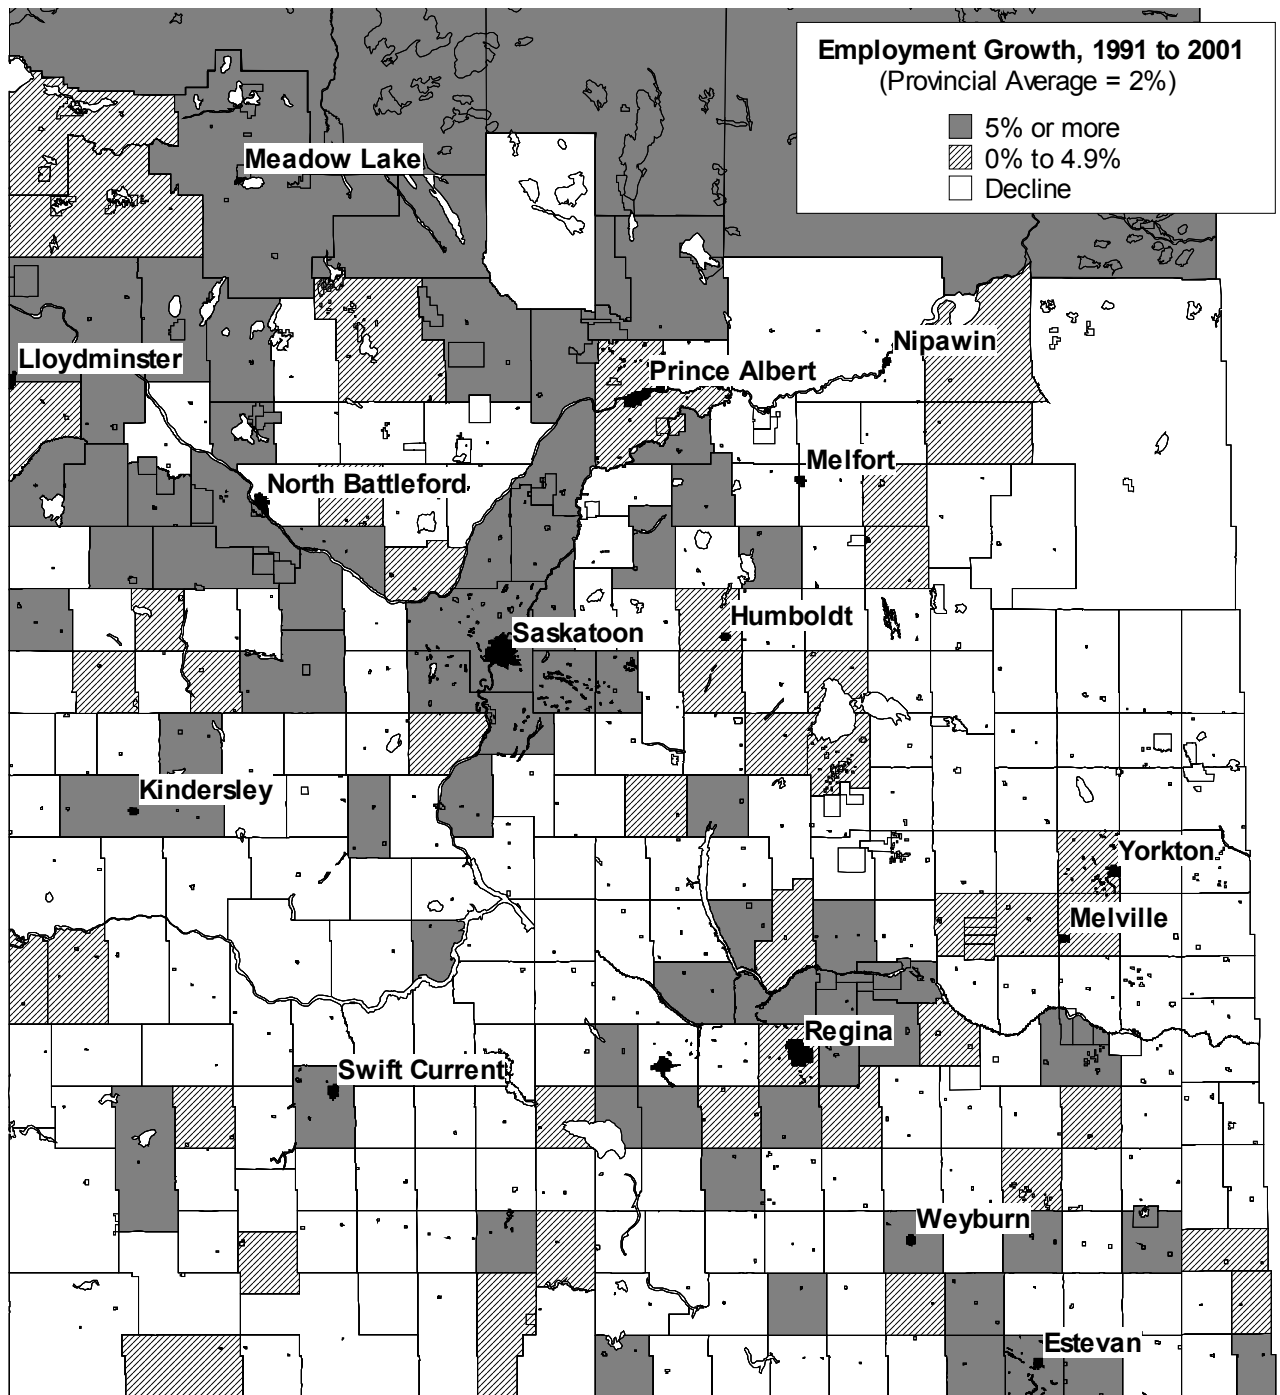 Employment Growth, 1991 to 2001
(Provincial Average = 2%)
5% or more
0% to 4.9%
Decline
Meadow Lake
Nipawin
Lloydminster
Prince Albert
Melfort
North Battleford
Humboldt
Saskatoon
Kindersley
Yorkton
Melville
Regina
Swift Current
Weyburn
Estevan